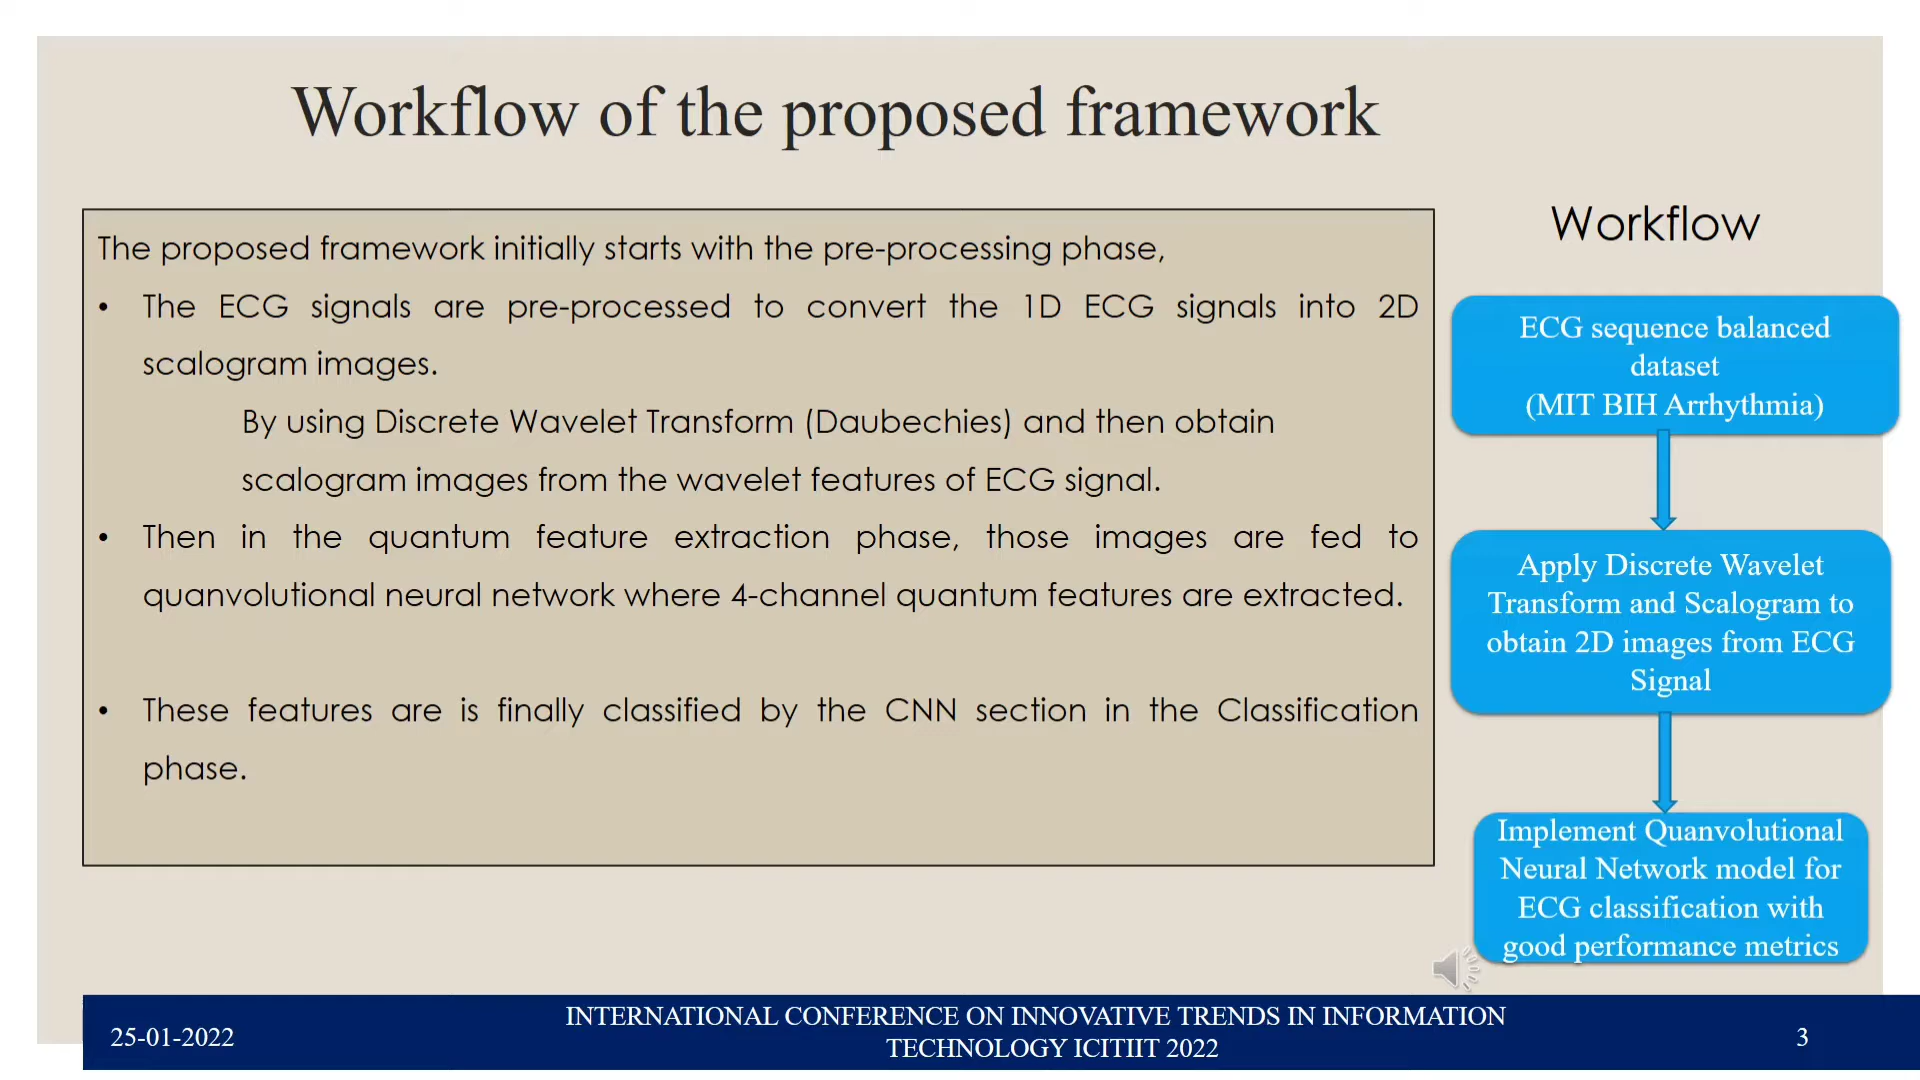 Workflow of the proposed framework
The proposed framework initially starts with the pre-processing phase,
• The ECG signals are pre-processed to convert the 1D ECG signals into 2D
scalogram images.
By using Discrete Wavelet Transform (Daubechies) and then obtain
scalogram images from the wavelet features of ECG signal.
• Then in the quantum feature extraction phase, those images are fed to
quanvolutional neural network where 4-channel quantum features are extracted.
• These features are is finally classified by the CNN section in the Classification
phase.
Workflow
ECG sequence balanced
dataset
(MIT BIH Arrhythmia)
Apply Discrete Wavelet
Transform and Scalogram to
obtain 2D images from ECG
Signal
Implement Quanvolutional
Neural Network model for
ECG classification with
good performance metrics
25-01-2022
INTERNATIONAL CONFERENCE ON INNOVATIVE TRENDS IN INFORMATION
TECHNOLOGY ICITIIT 2022
3